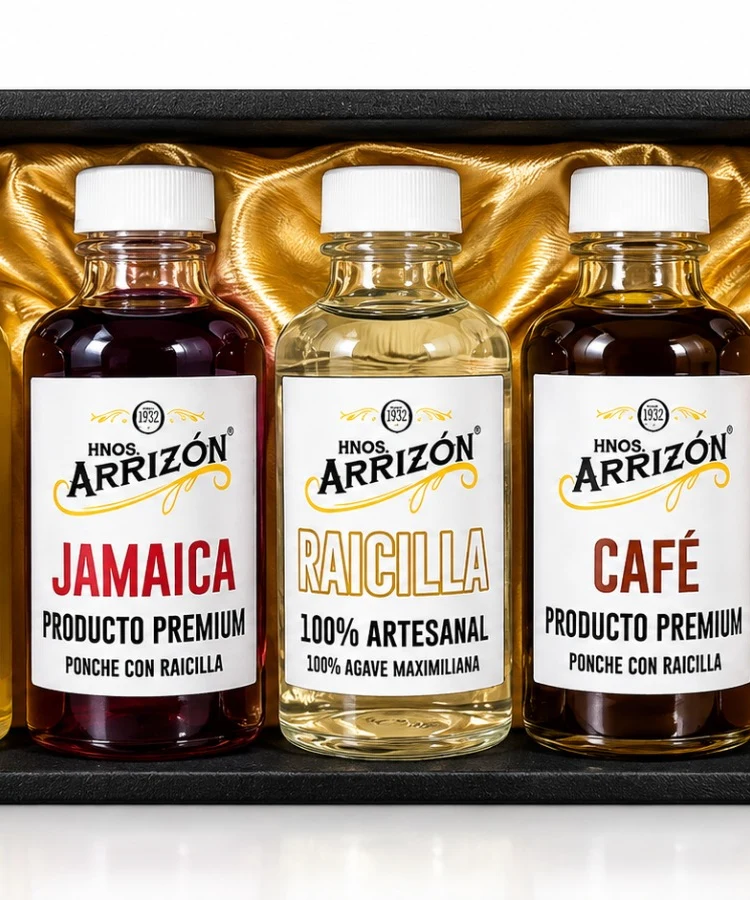 1932
HNOS.
ARRIZÓN®
JAMAICA
PRODUCTO PREMIUM
PONCHE CON RAICILLA
1932
HNOS.
ARRIZÓN®
RAICILLA
100% ARTESANAL
100% AGAVE MAXIMILIANA
1932
HNOS.
ARRIZÓN®
CAFÉ
PRODUCTO PREMIUM
PONCHE CON RAICILLA